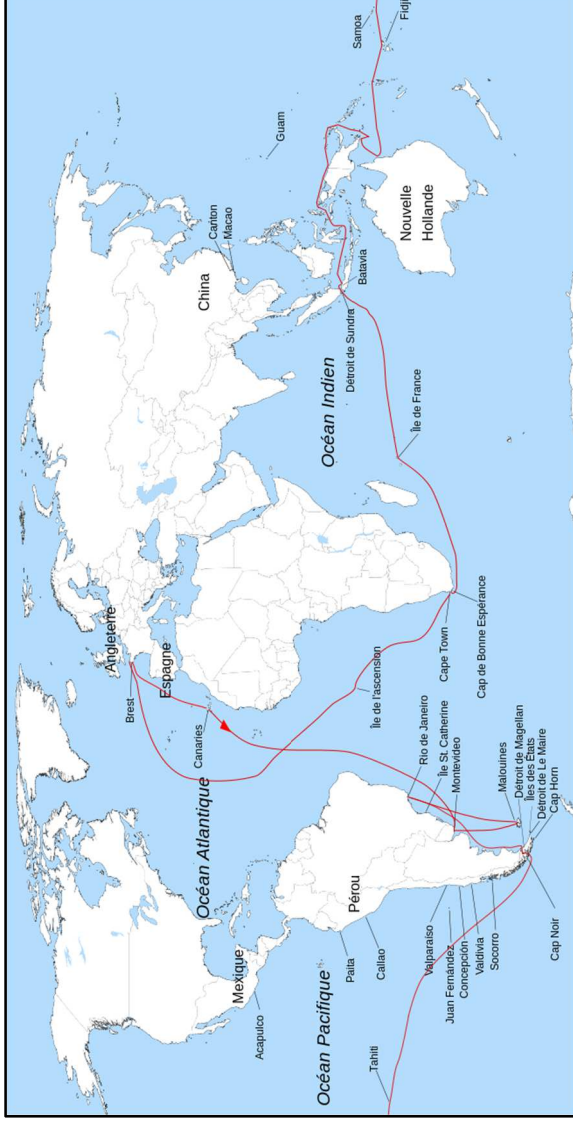 Angleterre
Brest
Espagne
Canaries
Océan Atlantique
Mexique
Acapulco
Pérou
Océan Pacifique
Paita
Callao
Valparaíso
Juan Fernández
Concepción
Valdivia
Socorro
Cap Noir
Tahiti
Rio de Janeiro
Île St. Catherine
Montevideo
Malouines
Détroit de Magellan
Îles des États
Détroit de Le Maire
Cap Horn
Île de l'ascension
Cape Town
Cap de Bonne Espérance
Île de France
Océan Indien
Détroit de Sundra
Batavia
China
Canton
Macao
Guam
Nouvelle
Hollande
Samoa
Fidji